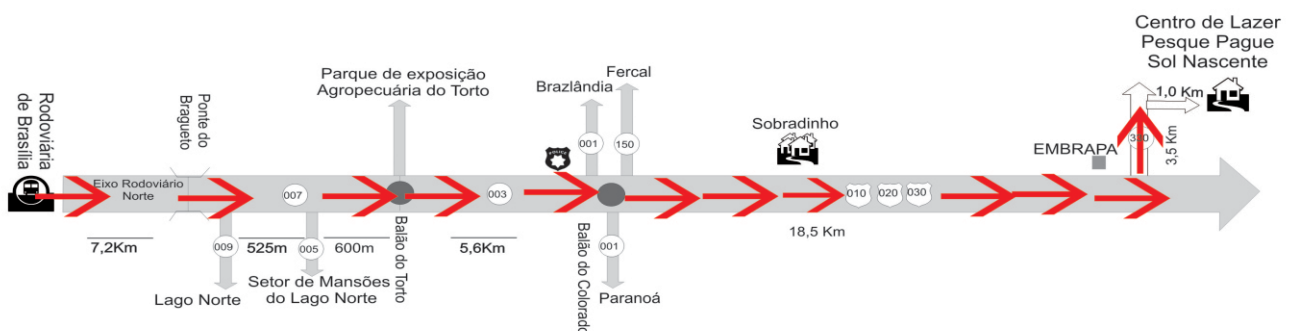 Rodoviária
de Brasília
Eixo Rodoviário
Norte
7,2Km
Ponte do
Bragueto
009
Lago Norte
525m
007
005
Setor de Mansões
do Lago Norte
600m
Parque de exposição
Agropecuária do Torto
Balão do Torto
003
5,6Km
Brazlândia
001
Fercal
150
Balão do Colorado
001
Paranoá
Sobradinho
18,5 Km
010
020
030
EMBRAPA
3,5 Km
1,0 Km
Centro de Lazer
Pesque Pague
Sol Nascente